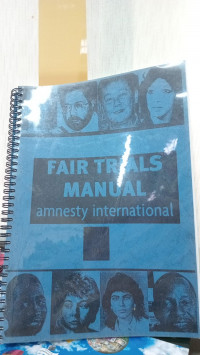 FAIR TRIALS
MANUAL
amnesty international